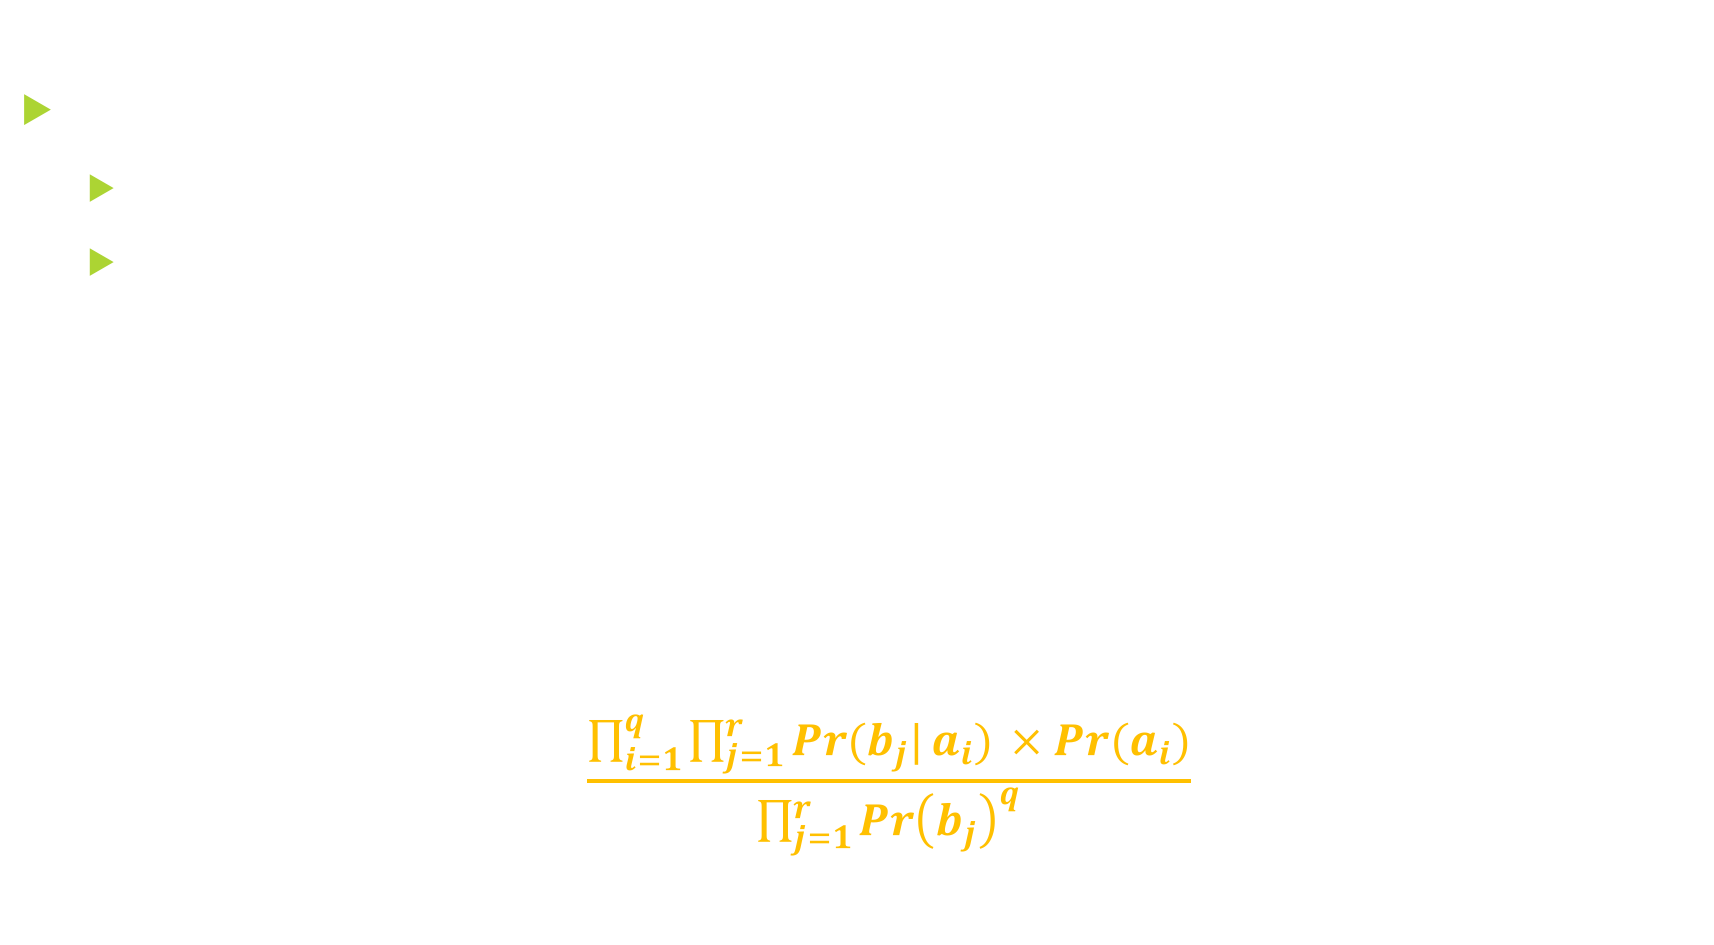 ∏_{i=1}^{q} ∏_{j=1}^{r} Pr(b_j | a_i) × Pr(a_i)
∏_{j=1}^{r} Pr(b_j)^q